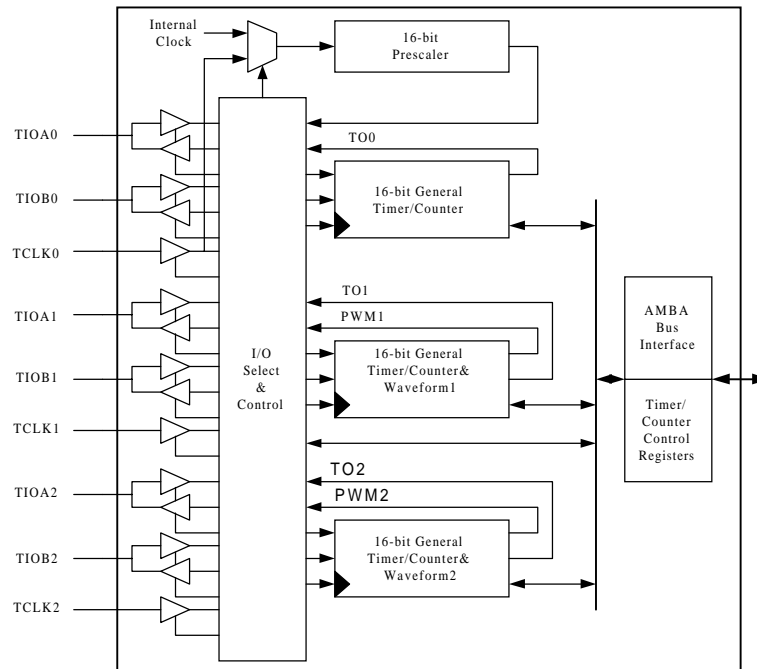 Internal
Clock
16-bit
Prescaler
TIOA0
TO0
TIOB0
16-bit General
Timer/Counter
TCLK0
TIOA1
TO1
PWM1
AMBA
Bus
Interface
I/O
Select
&
Control
TIOB1
16-bit General
Timer/Counter&
Waveform1
TCLK1
Timer/
Counter
Control
Registers
TIOA2
TO2
PWM2
TIOB2
16-bit General
Timer/Counter&
Waveform2
TCLK2